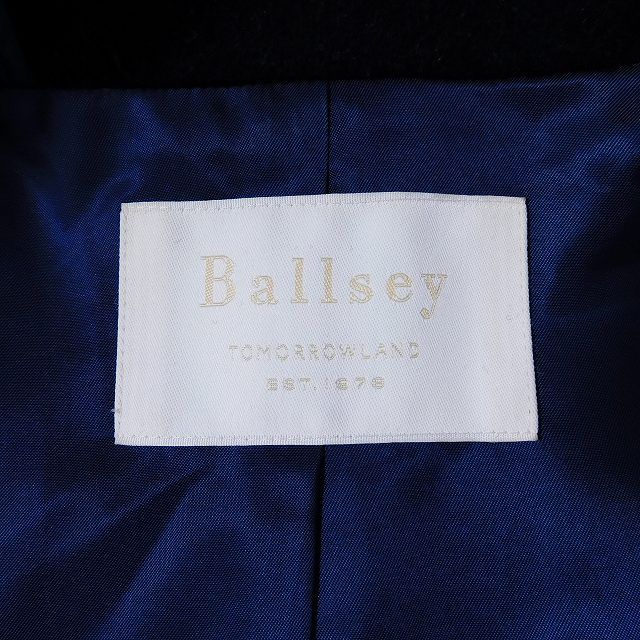 Ballsey
TOMORROWLAND
EST. 1978